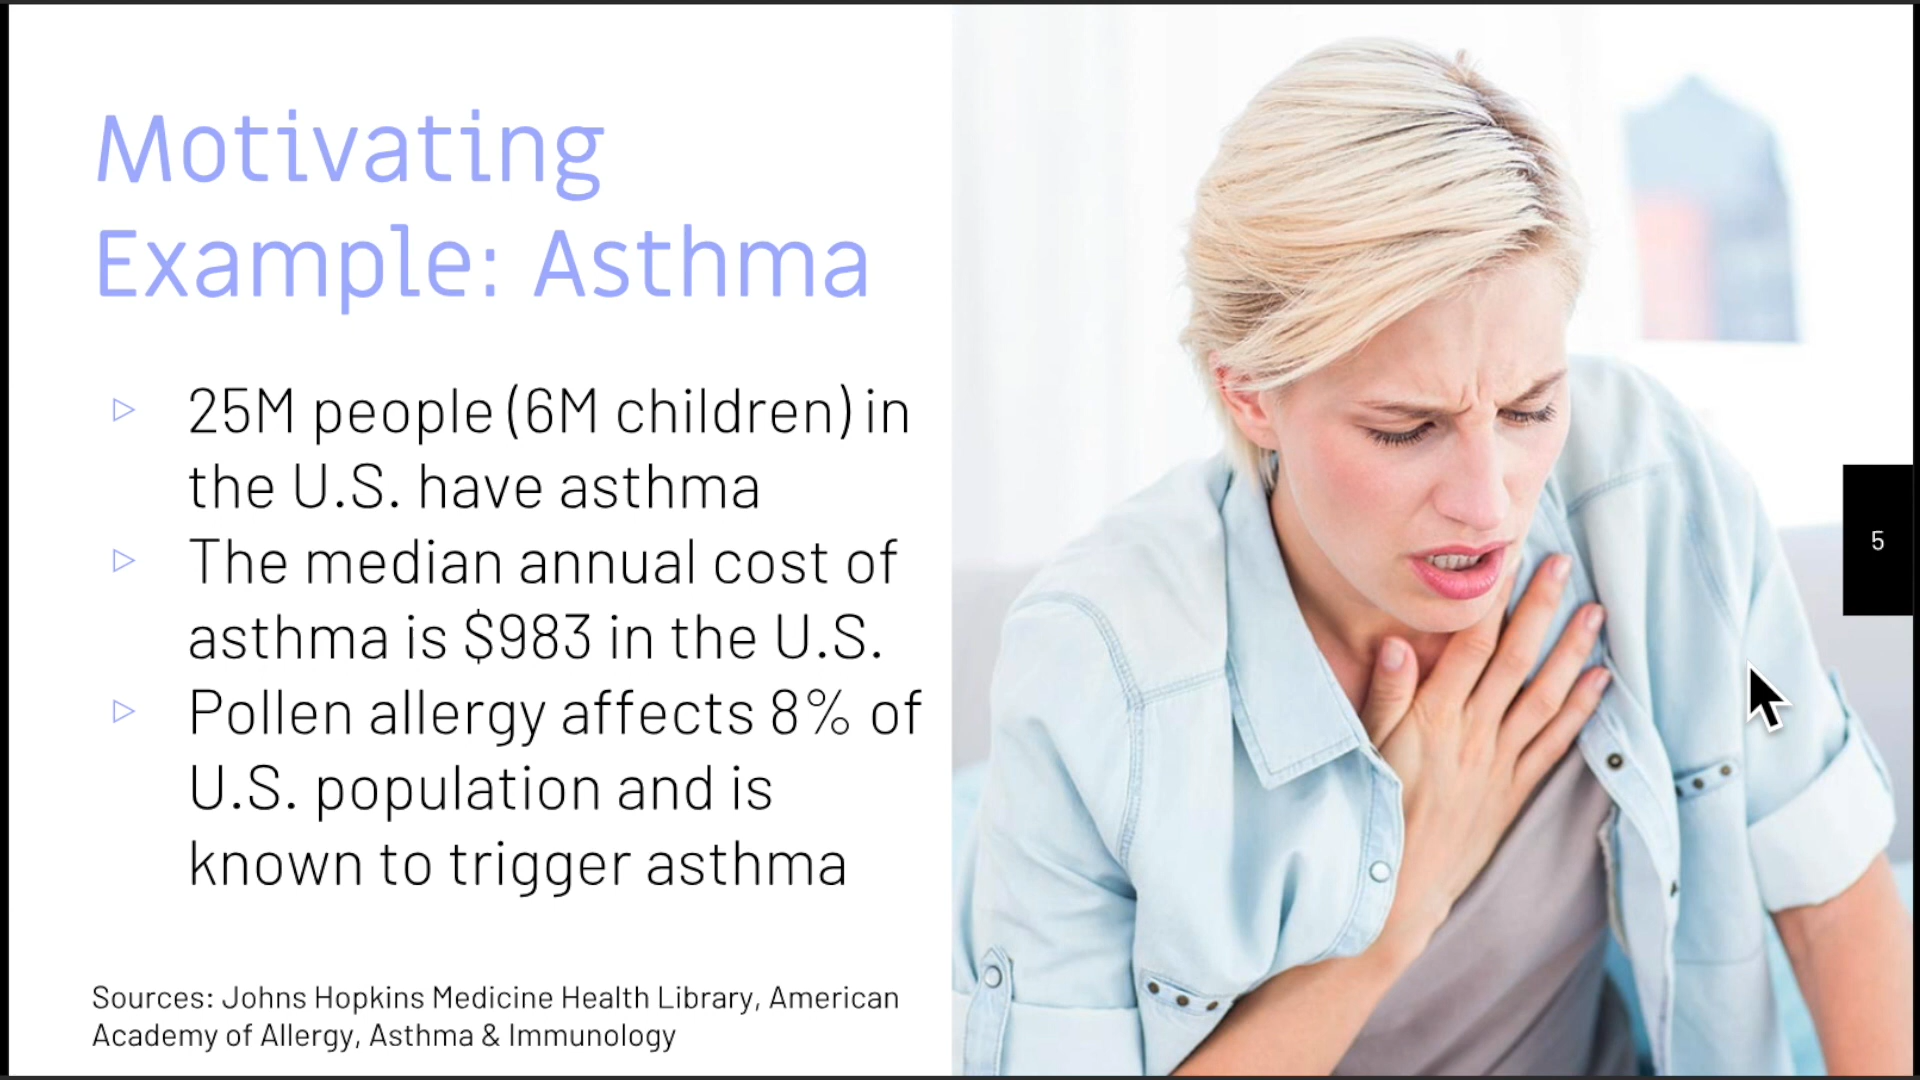 Motivating
Example: Asthma
▷ 25M people (6M children) in
the U.S. have asthma
▷ The median annual cost of
asthma is $983 in the U.S.
▷ Pollen allergy affects 8% of
U.S. population and is
known to trigger asthma
Sources: Johns Hopkins Medicine Health Library, American
Academy of Allergy, Asthma & Immunology
5